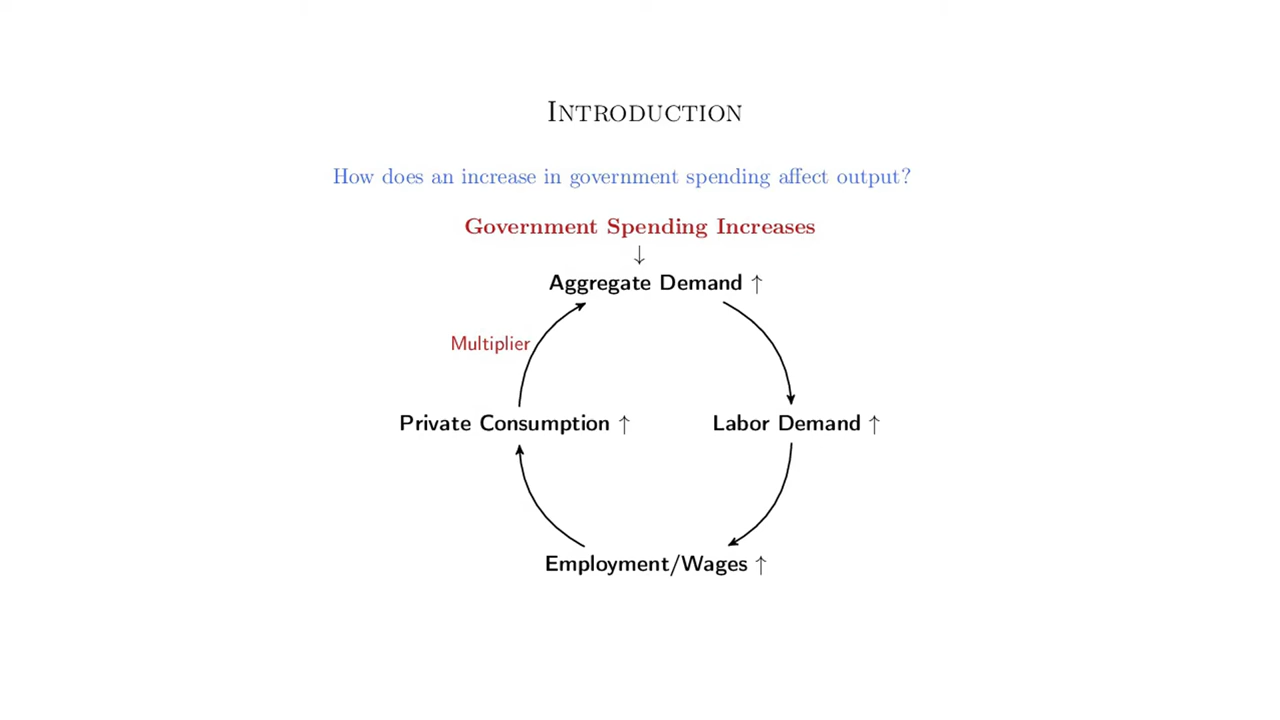 Introduction
How does an increase in government spending affect output?
Government Spending Increases
↓
Aggregate Demand ↑
Multiplier
Private Consumption ↑
Labor Demand ↑
Employment/Wages ↑